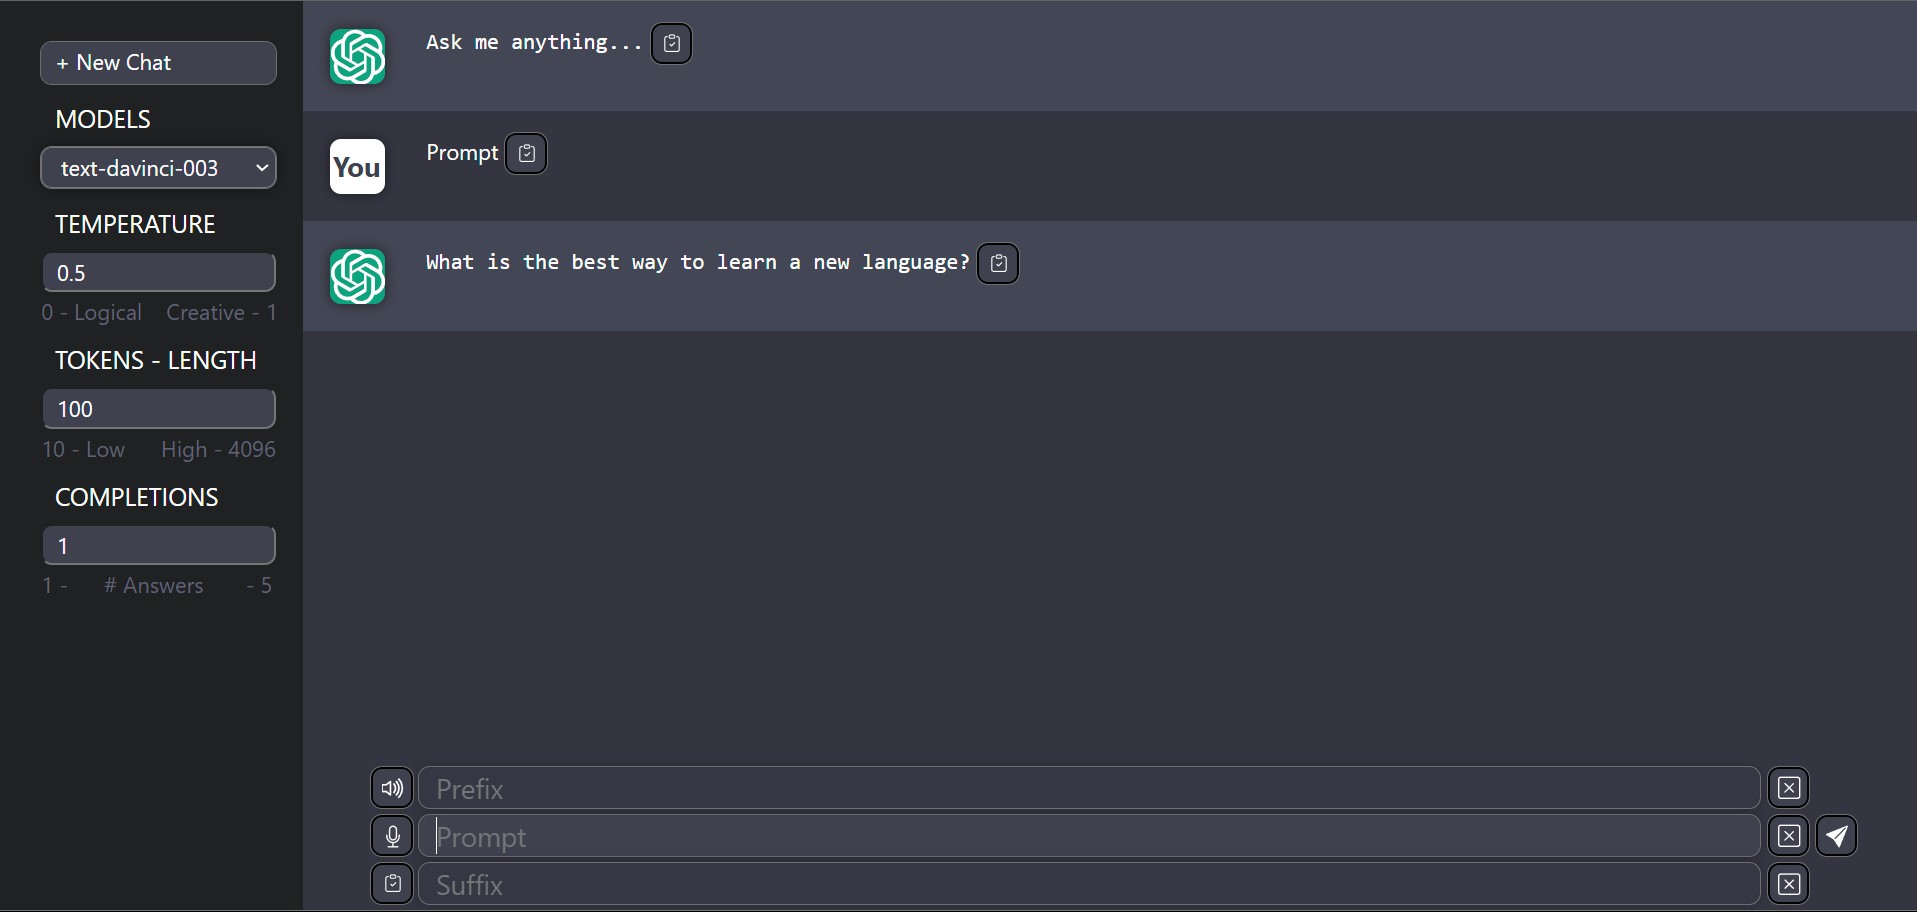 + New Chat
MODELS
text-davinci-003
TEMPERATURE
0.5
0 - Logical Creative - 1
TOKENS - LENGTH
100
10 - Low High - 4096
COMPLETIONS
1
1 - # Answers - 5
Ask me anything...
You Prompt
What is the best way to learn a new language?
Prefix
Prompt
Suffix